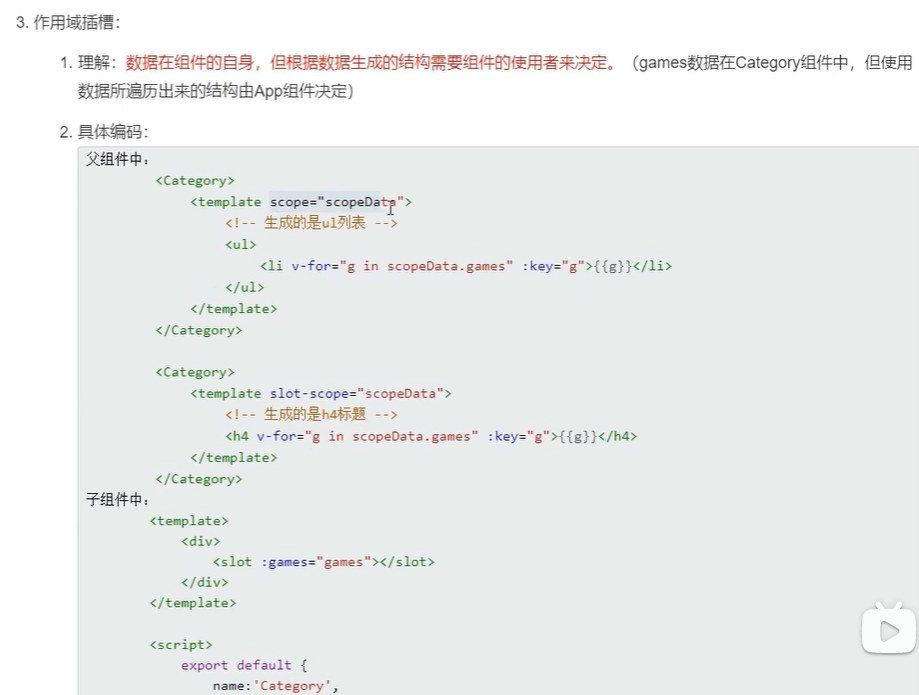 3. 作用域插槽：
1. 理解：数据在组件的自身，但根据数据生成的结构需要组件的使用者来决定。（games数据在Category组件中，但使用
数据所遍历出来的结构由App组件决定）
2. 具体编码：
父组件中：
<Category>
<template scope="scopeData">
<!-- 生成的是ul列表 -->
<ul>
<li v-for="g in scopeData.games" :key="g">{{g}}</li>
</ul>
</template>
</Category>
<Category>
<template slot-scope="scopeData">
<!-- 生成的是h4标题 -->
<h4 v-for="g in scopeData.games" :key="g">{{g}}</h4>
</template>
</Category>
子组件中：
<template>
<div>
<slot :games="games"></slot>
</div>
</template>
<script>
export default {
name:'Category',